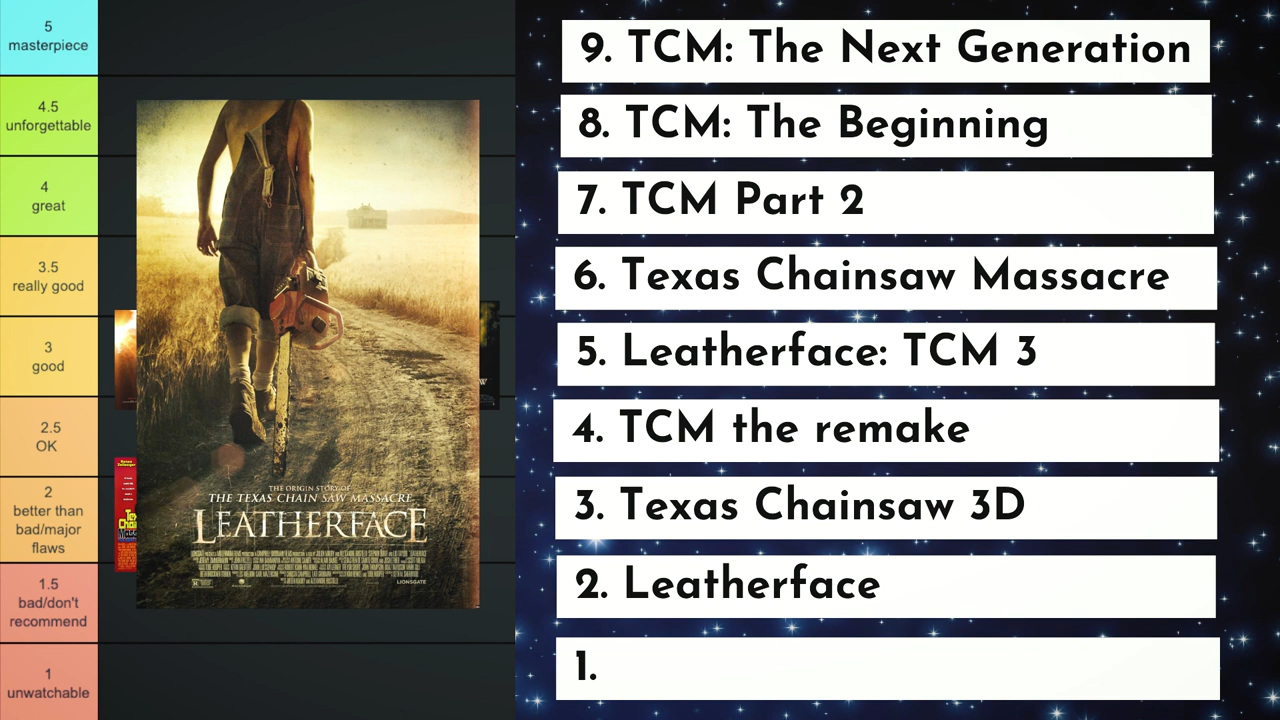 5
masterpiece
4.5
unforgettable
4
great
3.5
really good
3
good
2.5
OK
2
better than
bad/major
flaws
1.5
bad/don't
recommend
1
unwatchable
THE ORIGIN STORY OF
THE TEXAS CHAIN SAW MASSACRE
LEATHERFACE
LIONSGATE
9. TCM: The Next Generation
8. TCM: The Beginning
7. TCM Part 2
6. Texas Chainsaw Massacre
5. Leatherface: TCM 3
4. TCM the remake
3. Texas Chainsaw 3D
2. Leatherface
1.